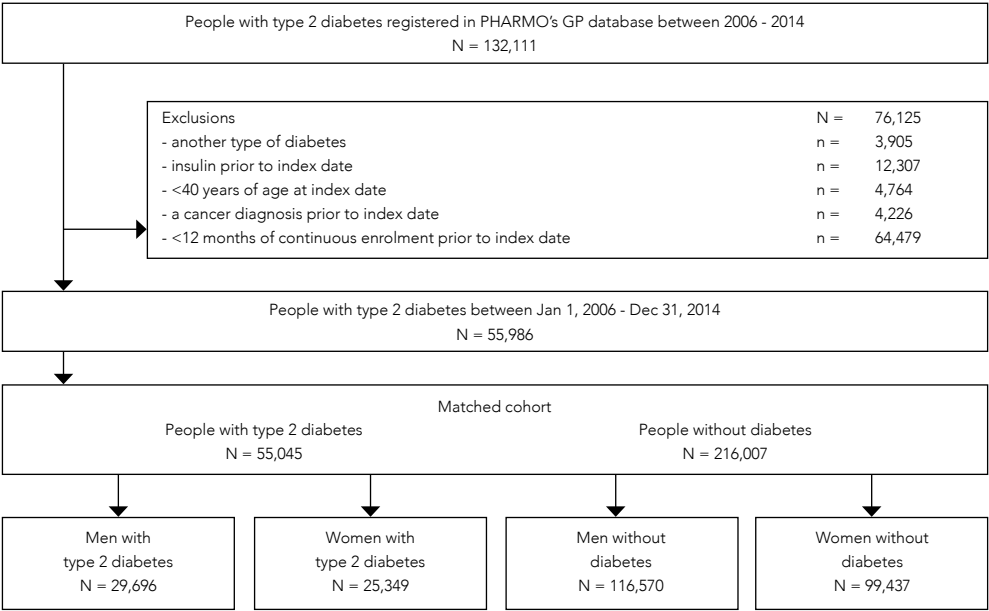 People with type 2 diabetes registered in PHARMO's GP database between 2006 - 2014
N = 132,111
Exclusions N = 76,125
- another type of diabetes n = 3,905
- insulin prior to index date n = 12,307
- <40 years of age at index date n = 4,764
- a cancer diagnosis prior to index date n = 4,226
- <12 months of continuous enrolment prior to index date n = 64,479
People with type 2 diabetes between Jan 1, 2006 - Dec 31, 2014
N = 55,986
Matched cohort
People with type 2 diabetes
N = 55,045
People without diabetes
N = 216,007
Men with
type 2 diabetes
N = 29,696
Women with
type 2 diabetes
N = 25,349
Men without
diabetes
N = 116,570
Women without
diabetes
N = 99,437